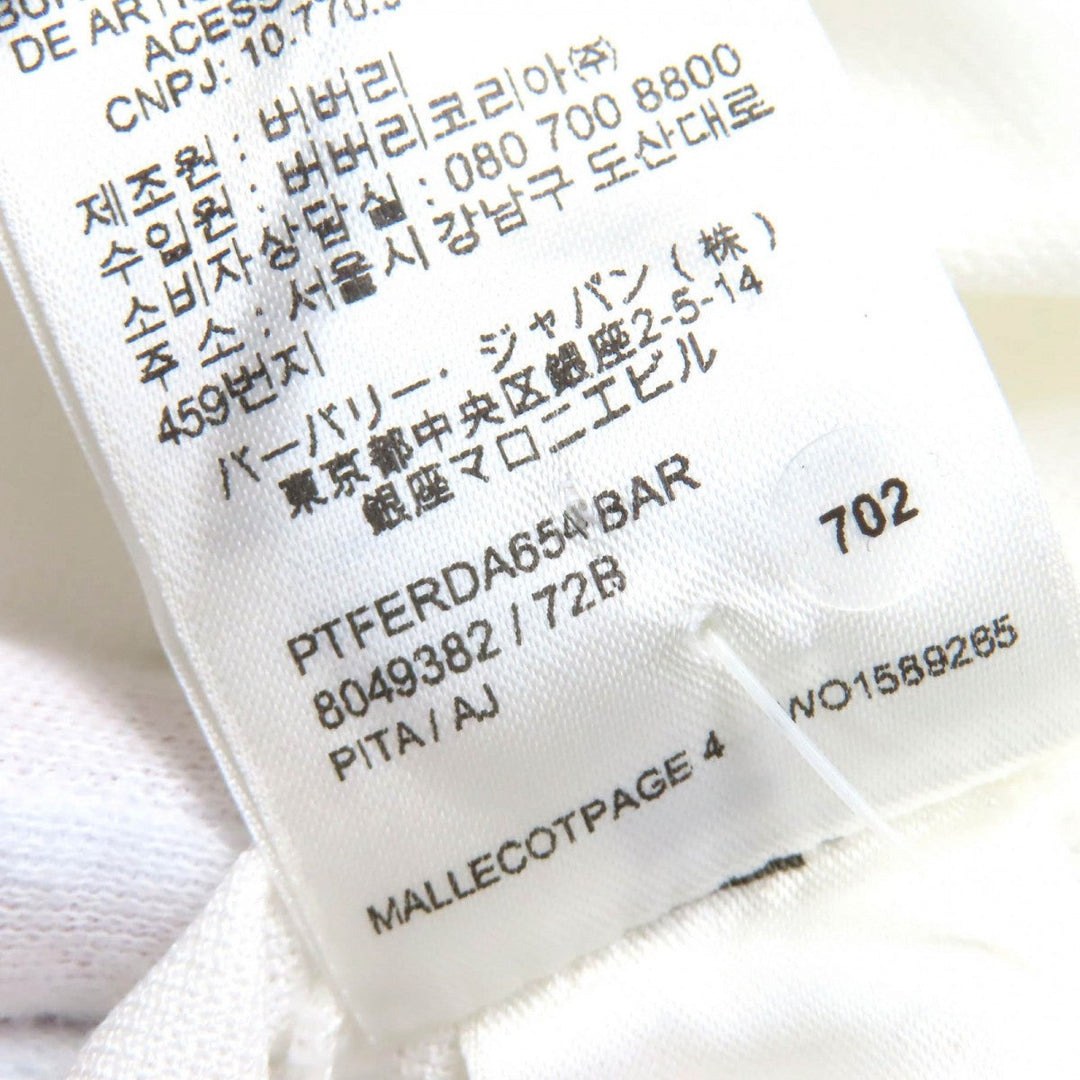 DE ARTI
ACESS
CNPJ: 10.770.
제조원 : 버버리
수입원 : 버버리코리아(주)
소비자상담실 : 080 700 8800
주 소 : 서울시 강남구 도산대로
459번지
バーバリー・ジャパン(株)
東京都中央区銀座2-5-14
銀座マロニエビル
PTFERDA654 BAR
8049382 / 72B
PITA / AJ
702
MALLECOTPAGE 4
WO1589265